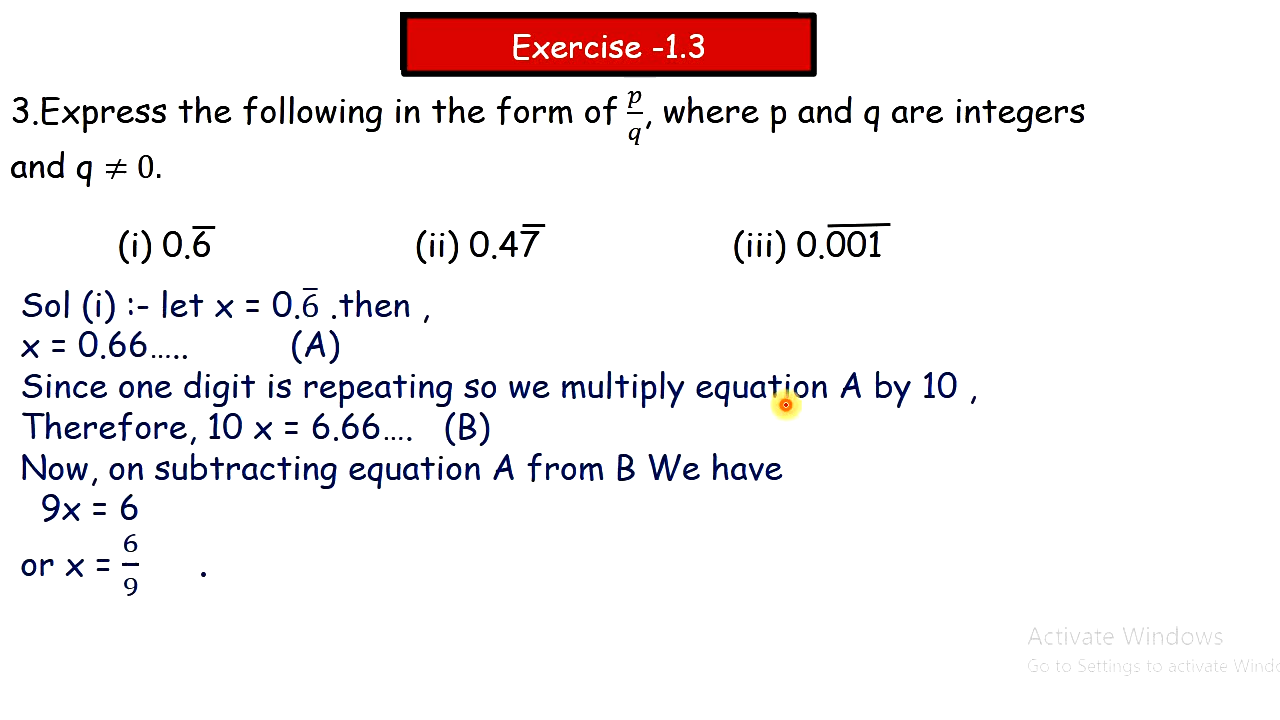 Exercise -1.3
3.Express the following in the form of p/q, where p and q are integers
and q ≠ 0.
(i) 0.6̅ (ii) 0.47̅ (iii) 0.0̅0̅1̅
Sol (i) :- let x = 0.6̅ .then ,
x = 0.66..... (A)
Since one digit is repeating so we multiply equation A by 10 ,
Therefore, 10 x = 6.66.... (B)
Now, on subtracting equation A from B We have
9x = 6
or x = 6/9 .
Activate Windows
Go to Settings to activate Windo